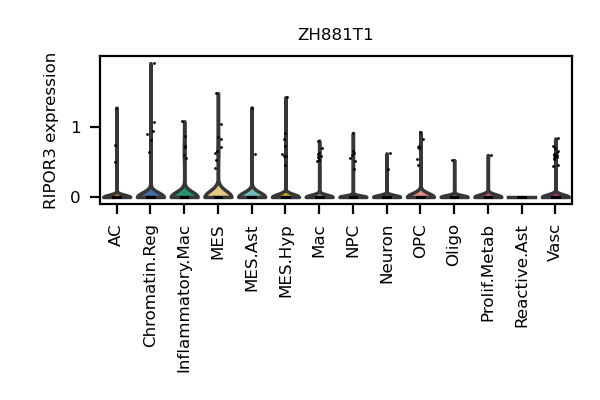 ZH881T1
RIPOR3 expression
1
0
AC
Chromatin.Reg
Inflammatory.Mac
MES
MES.Ast
MES.Hyp
Mac
NPC
Neuron
OPC
Oligo
Prolif.Metab
Reactive.Ast
Vasc